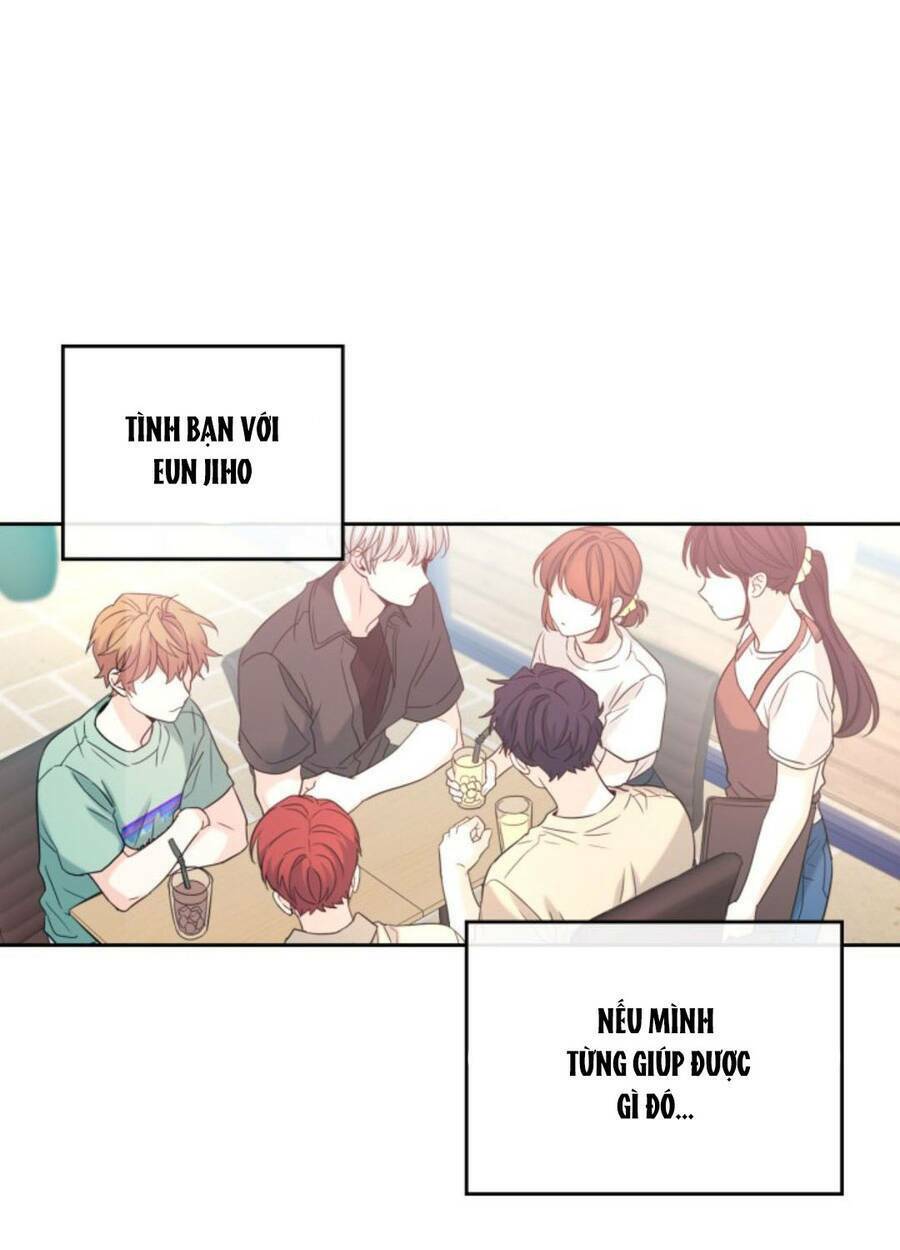 TÌNH BẠN VỚI
EUN JIHO
NẾU MÌNH
TỪNG GIÚP ĐƯỢC
GÌ ĐÓ...